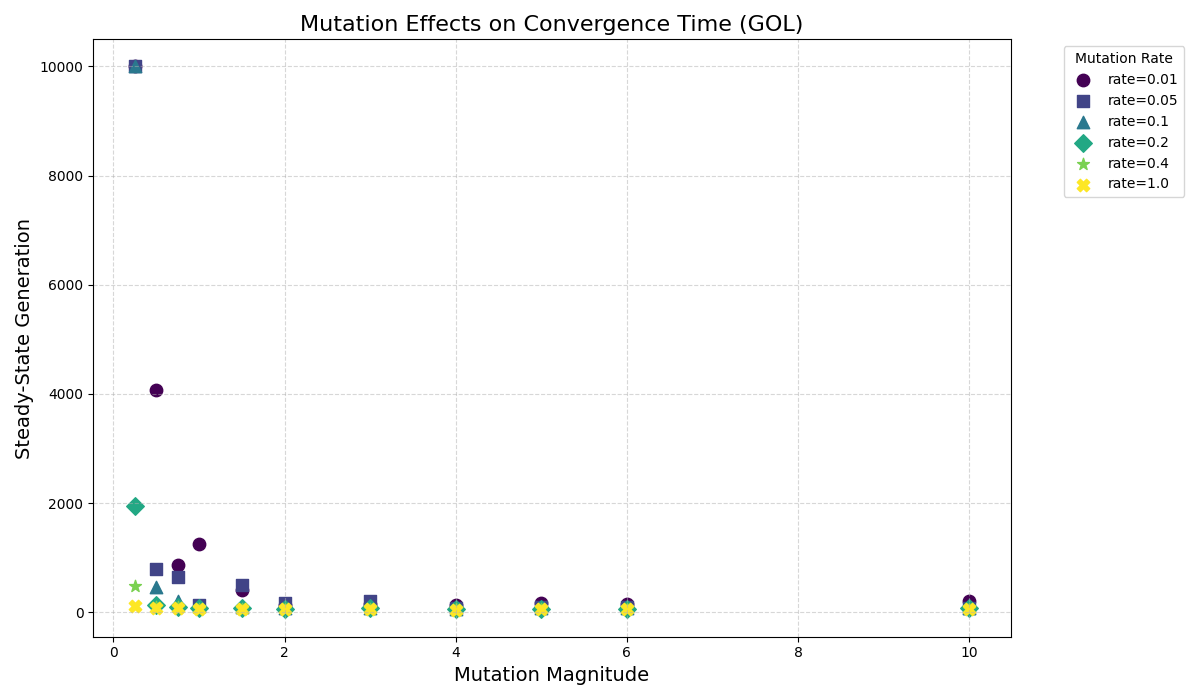 Mutation Effects on Convergence Time (GOL)
Steady-State Generation
10000
8000
6000
4000
2000
0
0
2
4
6
8
10
Mutation Magnitude
Mutation Rate
rate=0.01
rate=0.05
rate=0.1
rate=0.2
rate=0.4
rate=1.0